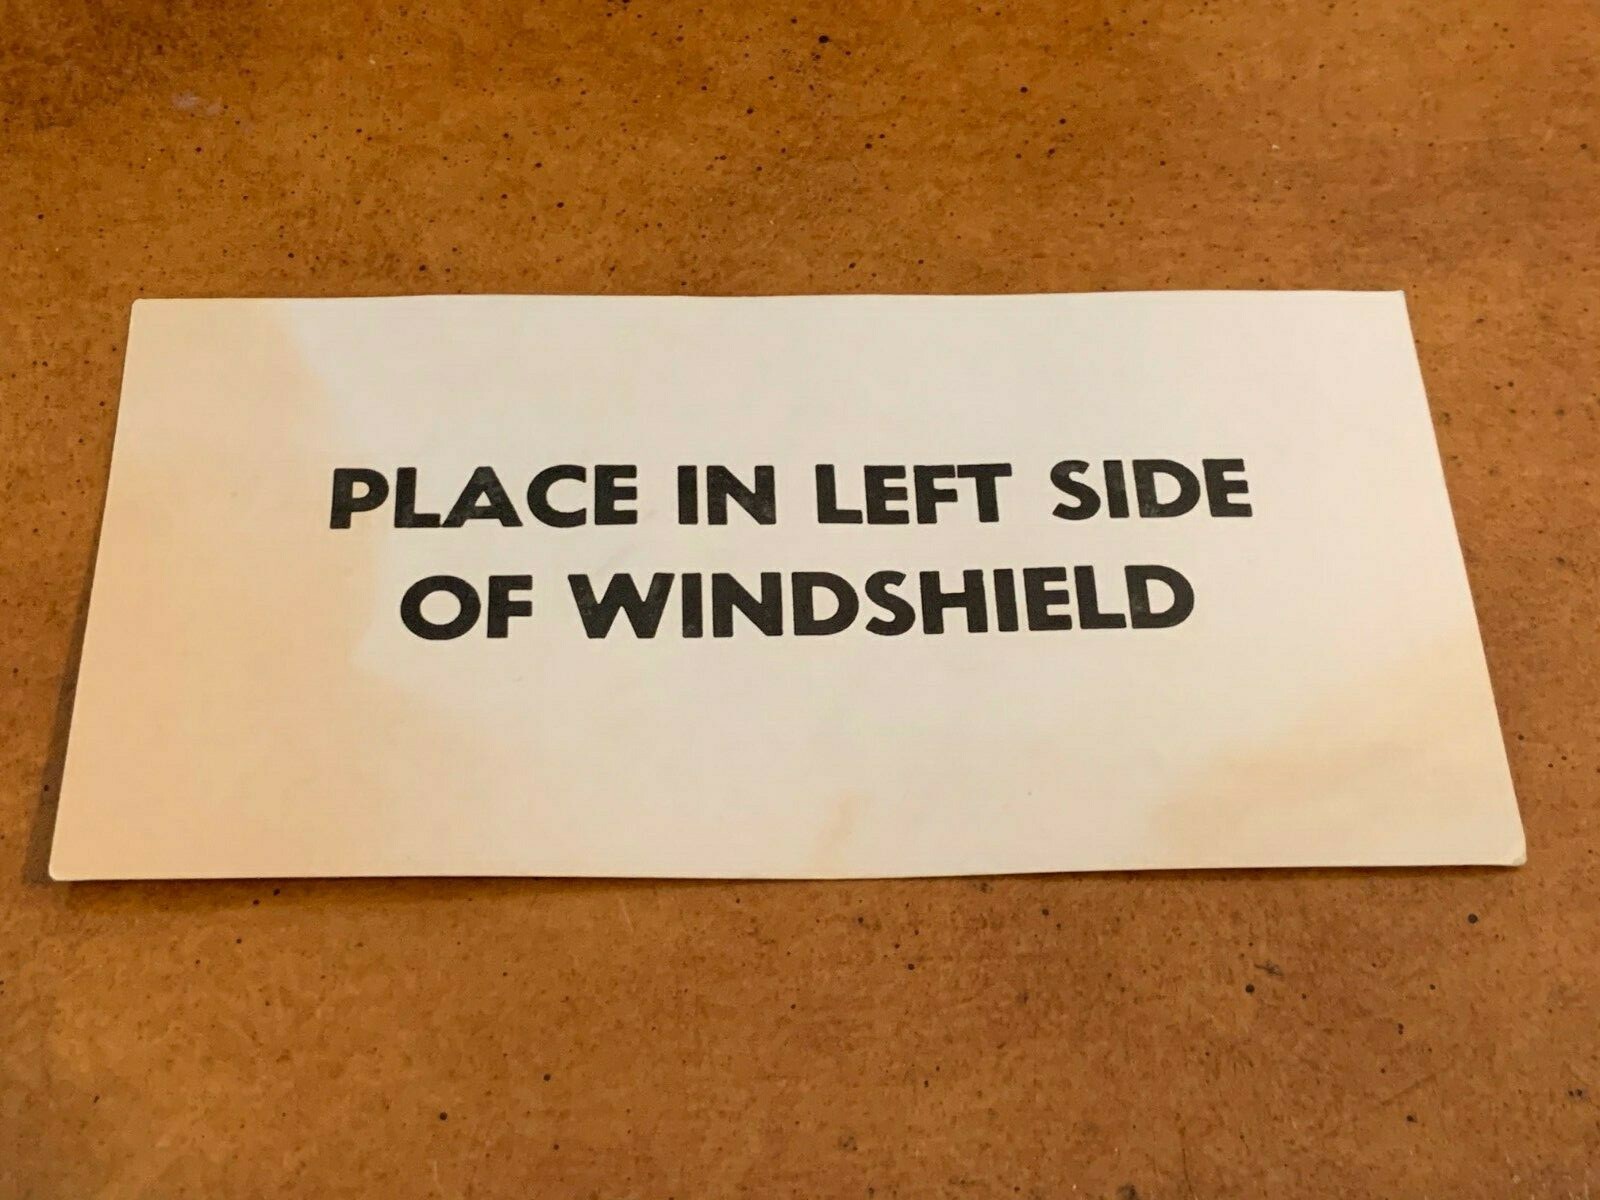 PLACE IN LEFT SIDE
OF WINDSHIELD